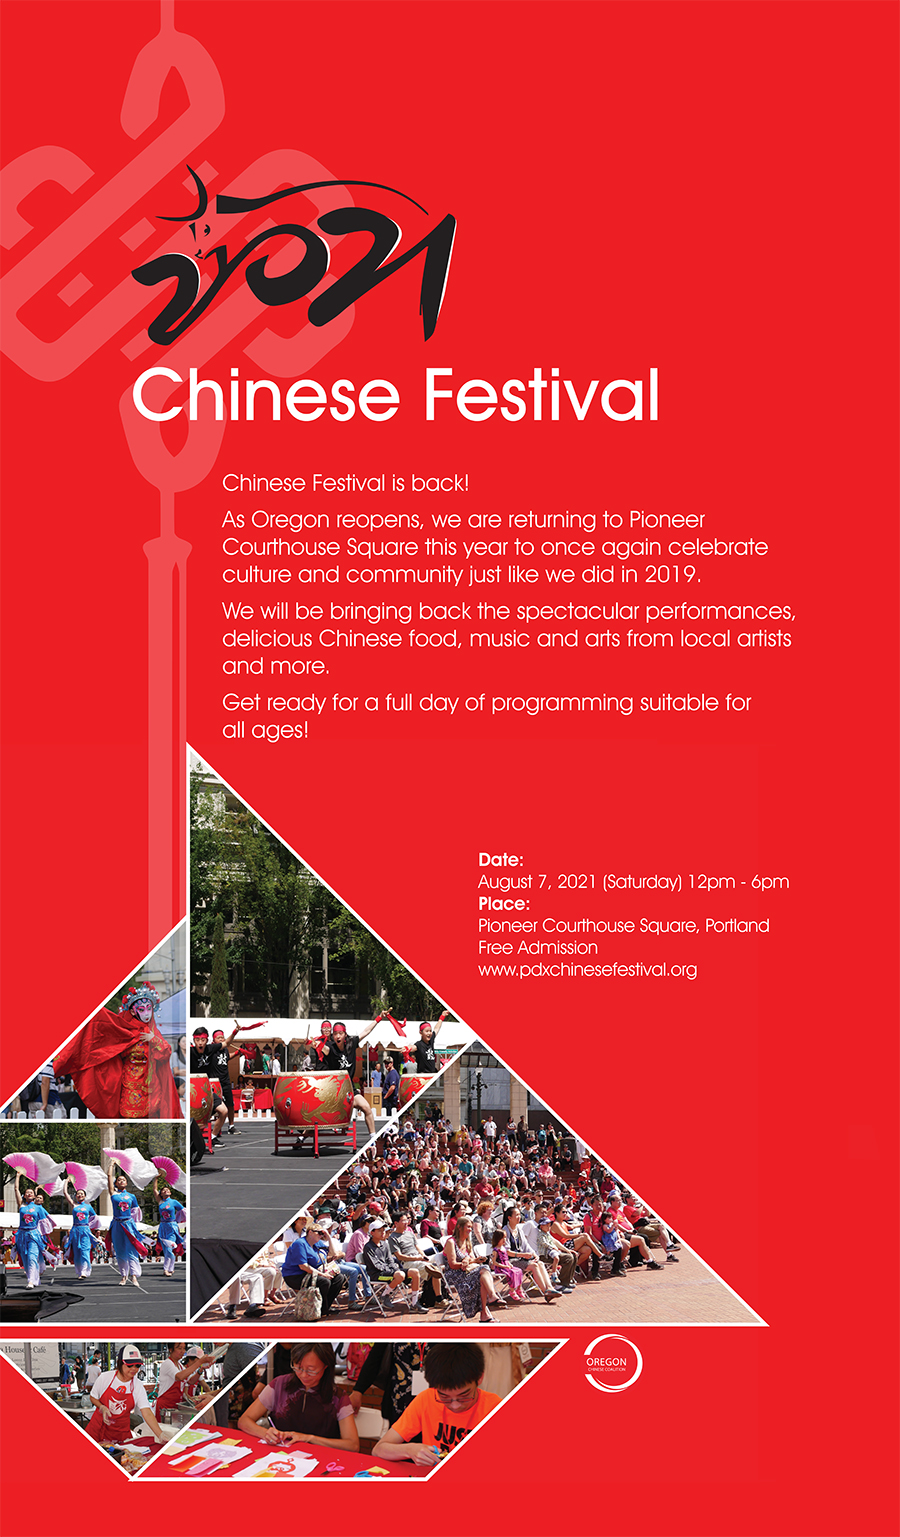 Chinese Festival
Chinese Festival is back!
As Oregon reopens, we are returning to Pioneer
Courthouse Square this year to once again celebrate
culture and community just like we did in 2019.
We will be bringing back the spectacular performances,
delicious Chinese food, music and arts from local artists
and more.
Get ready for a full day of programming suitable for
all ages!
Date:
August 7, 2021 (Saturday) 12pm - 6pm
Place:
Pioneer Courthouse Square, Portland
Free Admission
www.pdxchinesefestival.org
OREGON
CHINESE COALITION
Café
JUS